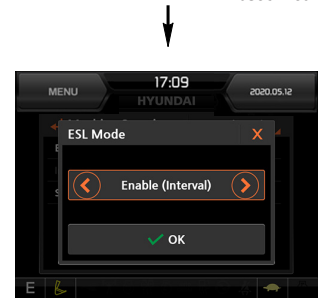 MENU
17:09
2020.05.12
HYUNDAI
ESL Mode
X
Enable (Interval)
OK
E